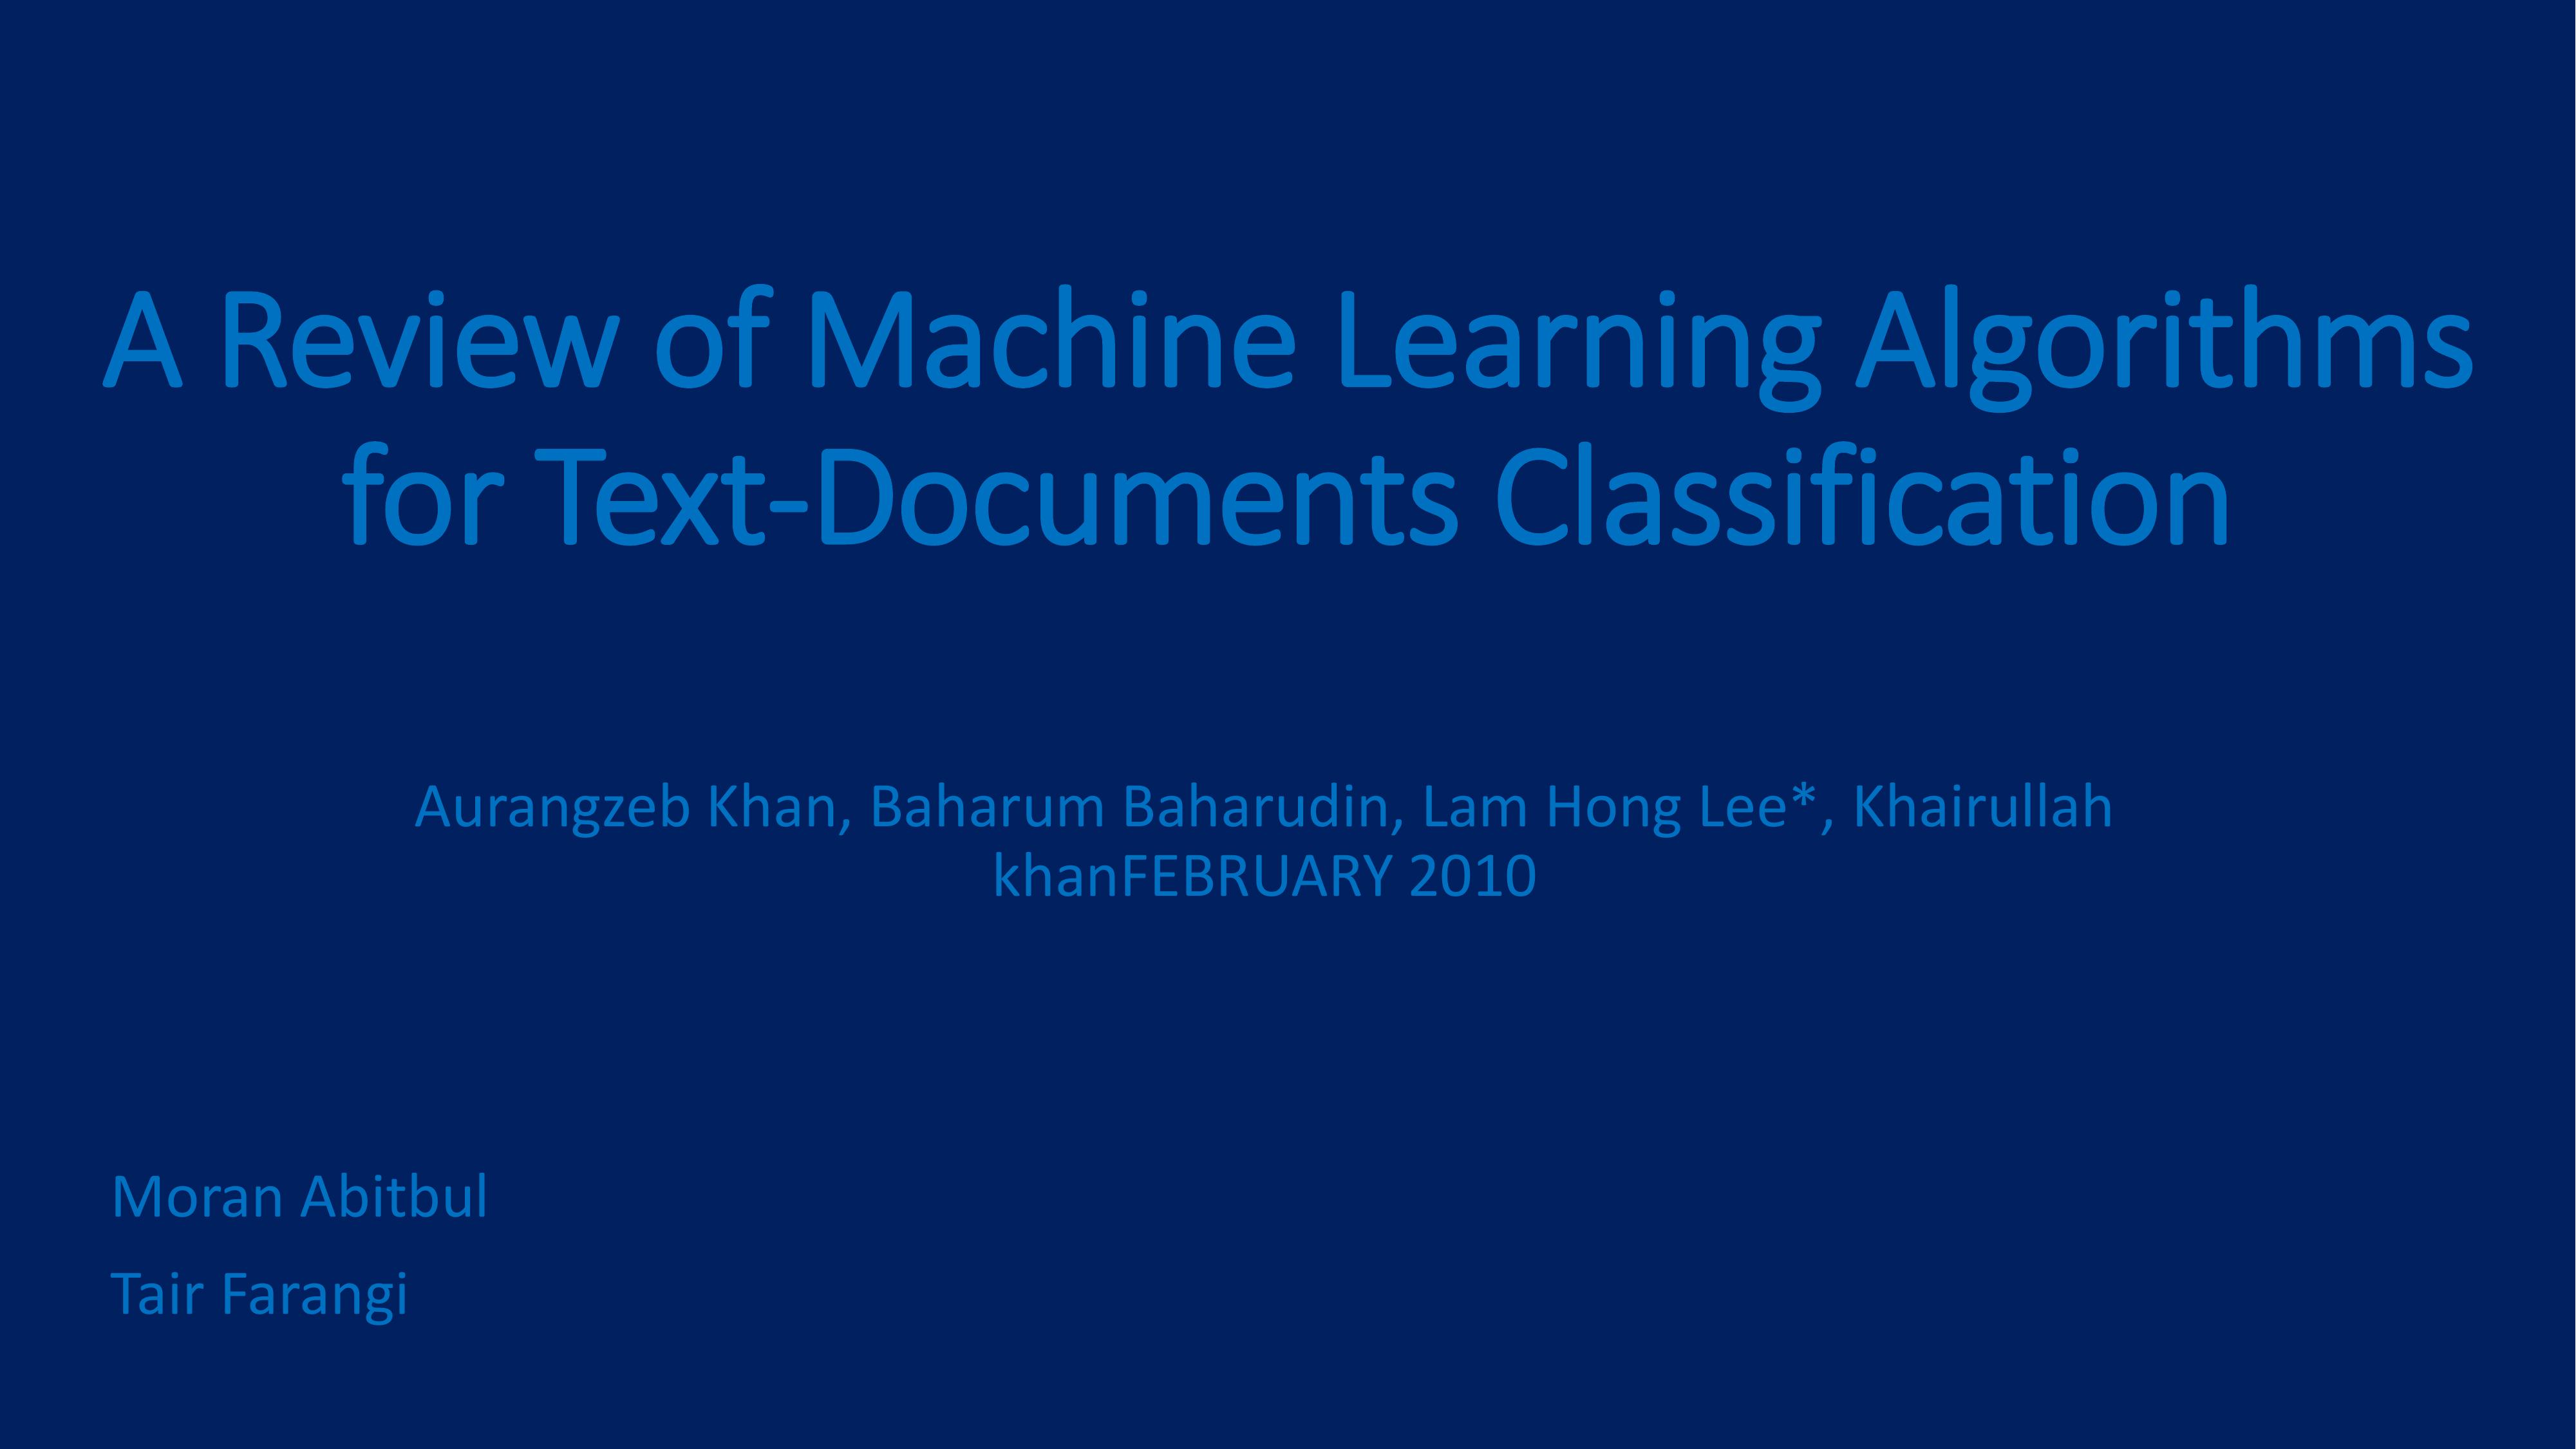 A Review of Machine Learning Algorithms
for Text-Documents Classification
Aurangzeb Khan, Baharum Baharudin, Lam Hong Lee*, Khairullah
khanFEBRUARY 2010
Moran Abitbul
Tair Farangi